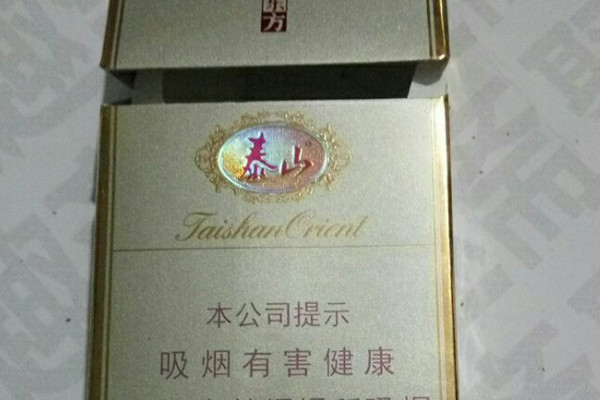 东方
泰山
Taishan Orient
本公司提示
吸烟有害健康